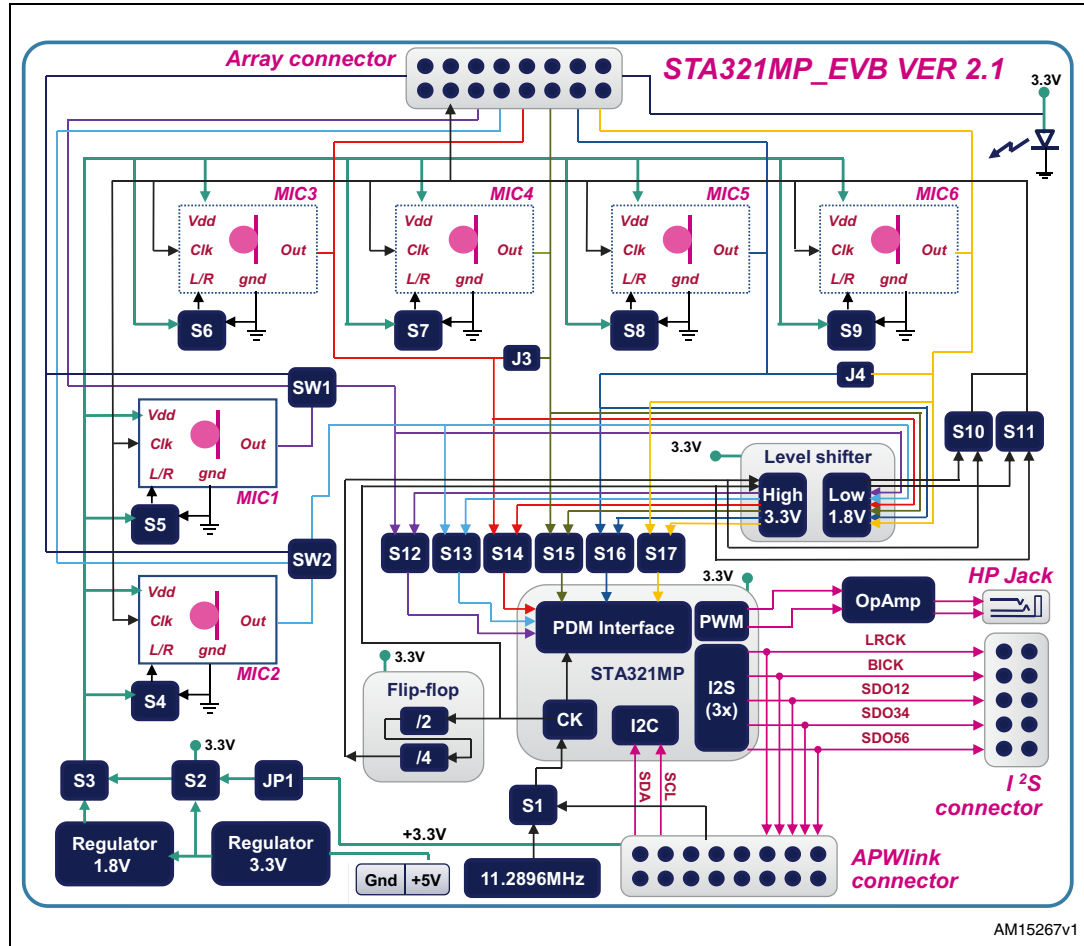 Array connector
STA321MP_EVB VER 2.1
3.3V
MIC3
Vdd
Clk
Out
L/R
gnd
S6
MIC4
Vdd
Clk
Out
L/R
gnd
S7
MIC5
Vdd
Clk
Out
L/R
gnd
S8
MIC6
Vdd
Clk
Out
L/R
gnd
S9
J3
J4
SW1
Vdd
Clk
Out
L/R
gnd
MIC1
S5
S10
S11
3.3V
Level shifter
High
3.3V
Low
1.8V
S12
S13
S14
S15
S16
S17
SW2
Vdd
Clk
Out
L/R
gnd
MIC2
S4
3.3V
PDM Interface
PWM
STA321MP
CK
I2C
I2S
(3x)
OpAmp
HP Jack
LRCK
BICK
SDO12
SDO34
SDO56
I²S
connector
3.3V
Flip-flop
/2
/4
3.3V
S3
S2
JP1
S1
SDA
SCL
+3.3V
Regulator
1.8V
Regulator
3.3V
Gnd
+5V
11.2896MHz
APWlink
connector
AM15267v1